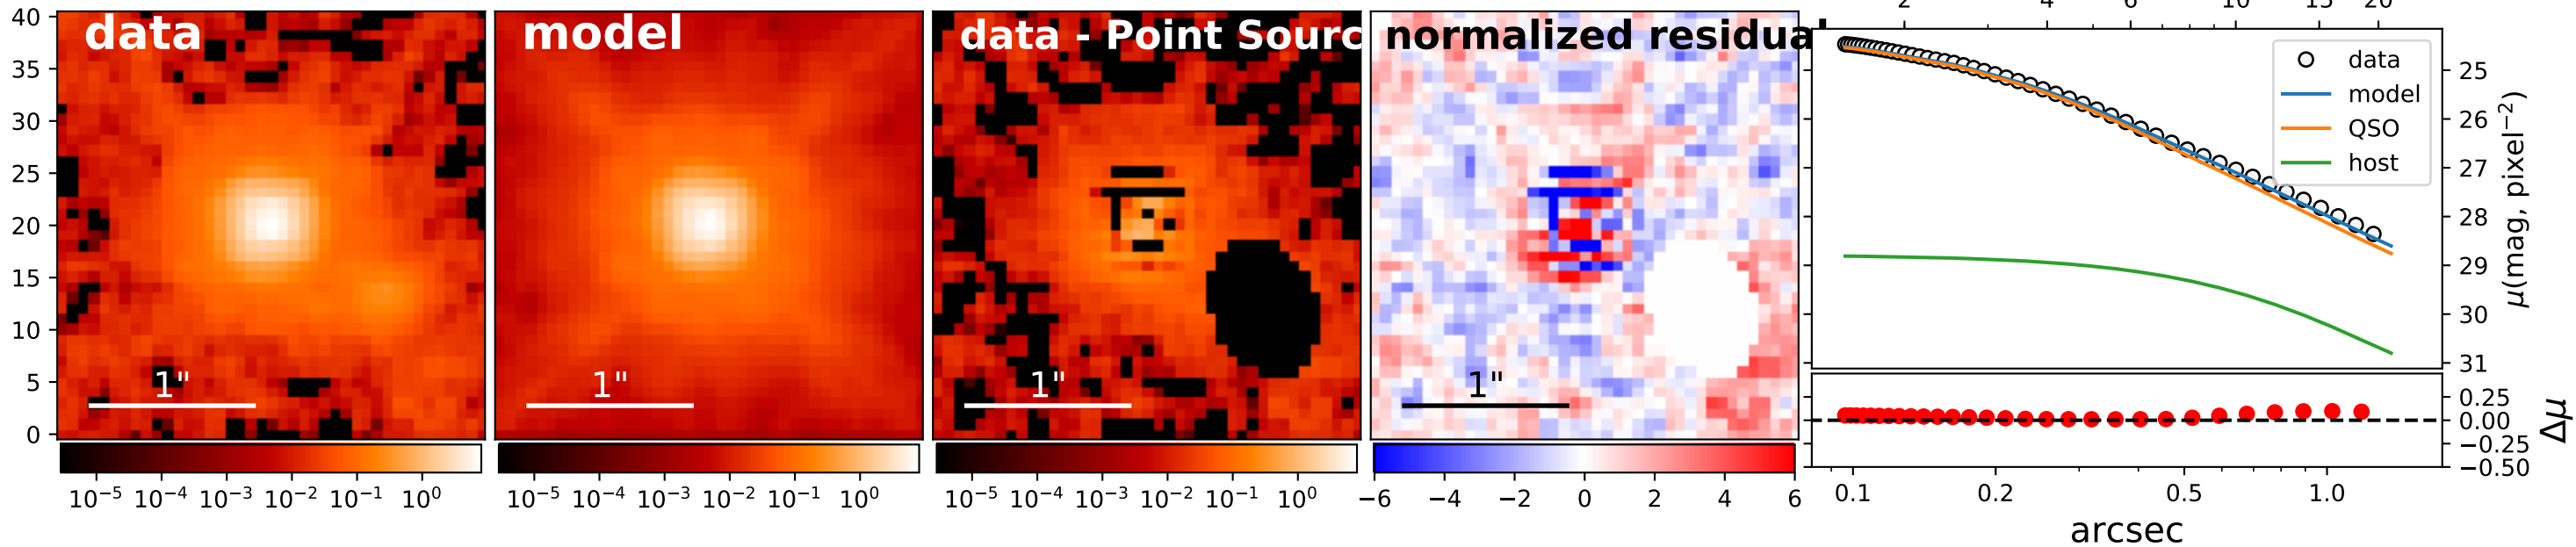 data
model
data - Point Sourc
normalized residual
40
35
30
25
20
15
10
5
0
1"
1"
1"
1"
10⁻⁵ 10⁻⁴ 10⁻³ 10⁻² 10⁻¹ 10⁰
10⁻⁵ 10⁻⁴ 10⁻³ 10⁻² 10⁻¹ 10⁰
10⁻⁵ 10⁻⁴ 10⁻³ 10⁻² 10⁻¹ 10⁰
−6 −4 −2 0 2 4 6
2 4 6 10 15 20
data
model
QSO
host
25
26
27
28
29
30
31
μ(mag, pixel⁻²)
0.25
0.00
−0.25
−0.50
Δμ
0.1 0.2 0.5 1.0
arcsec